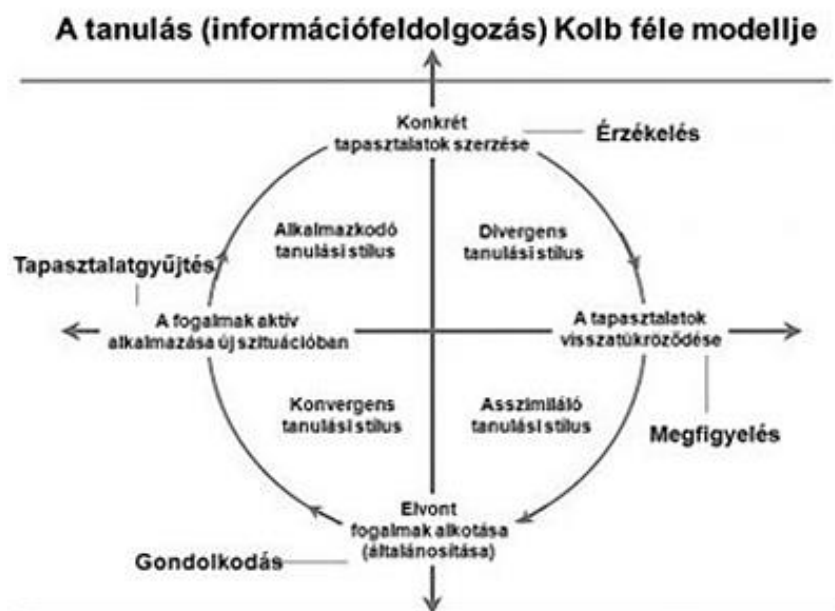 A tanulás (információfeldolgozás) Kolb féle modellje
Konkrét
tapasztalatok szerzése
Érzékelés
Alkalmazkodó
tanulási stílus
Divergens
tanulási stílus
Tapasztalatgyűjtés
A fogalmak aktív
alkalmazása új szituációban
A tapasztalatok
visszatükröződése
Konvergens
tanulási stílus
Asszimiláló
tanulási stílus
Megfigyelés
Elvont
fogalmak alkotása
(általánosítása)
Gondolkodás